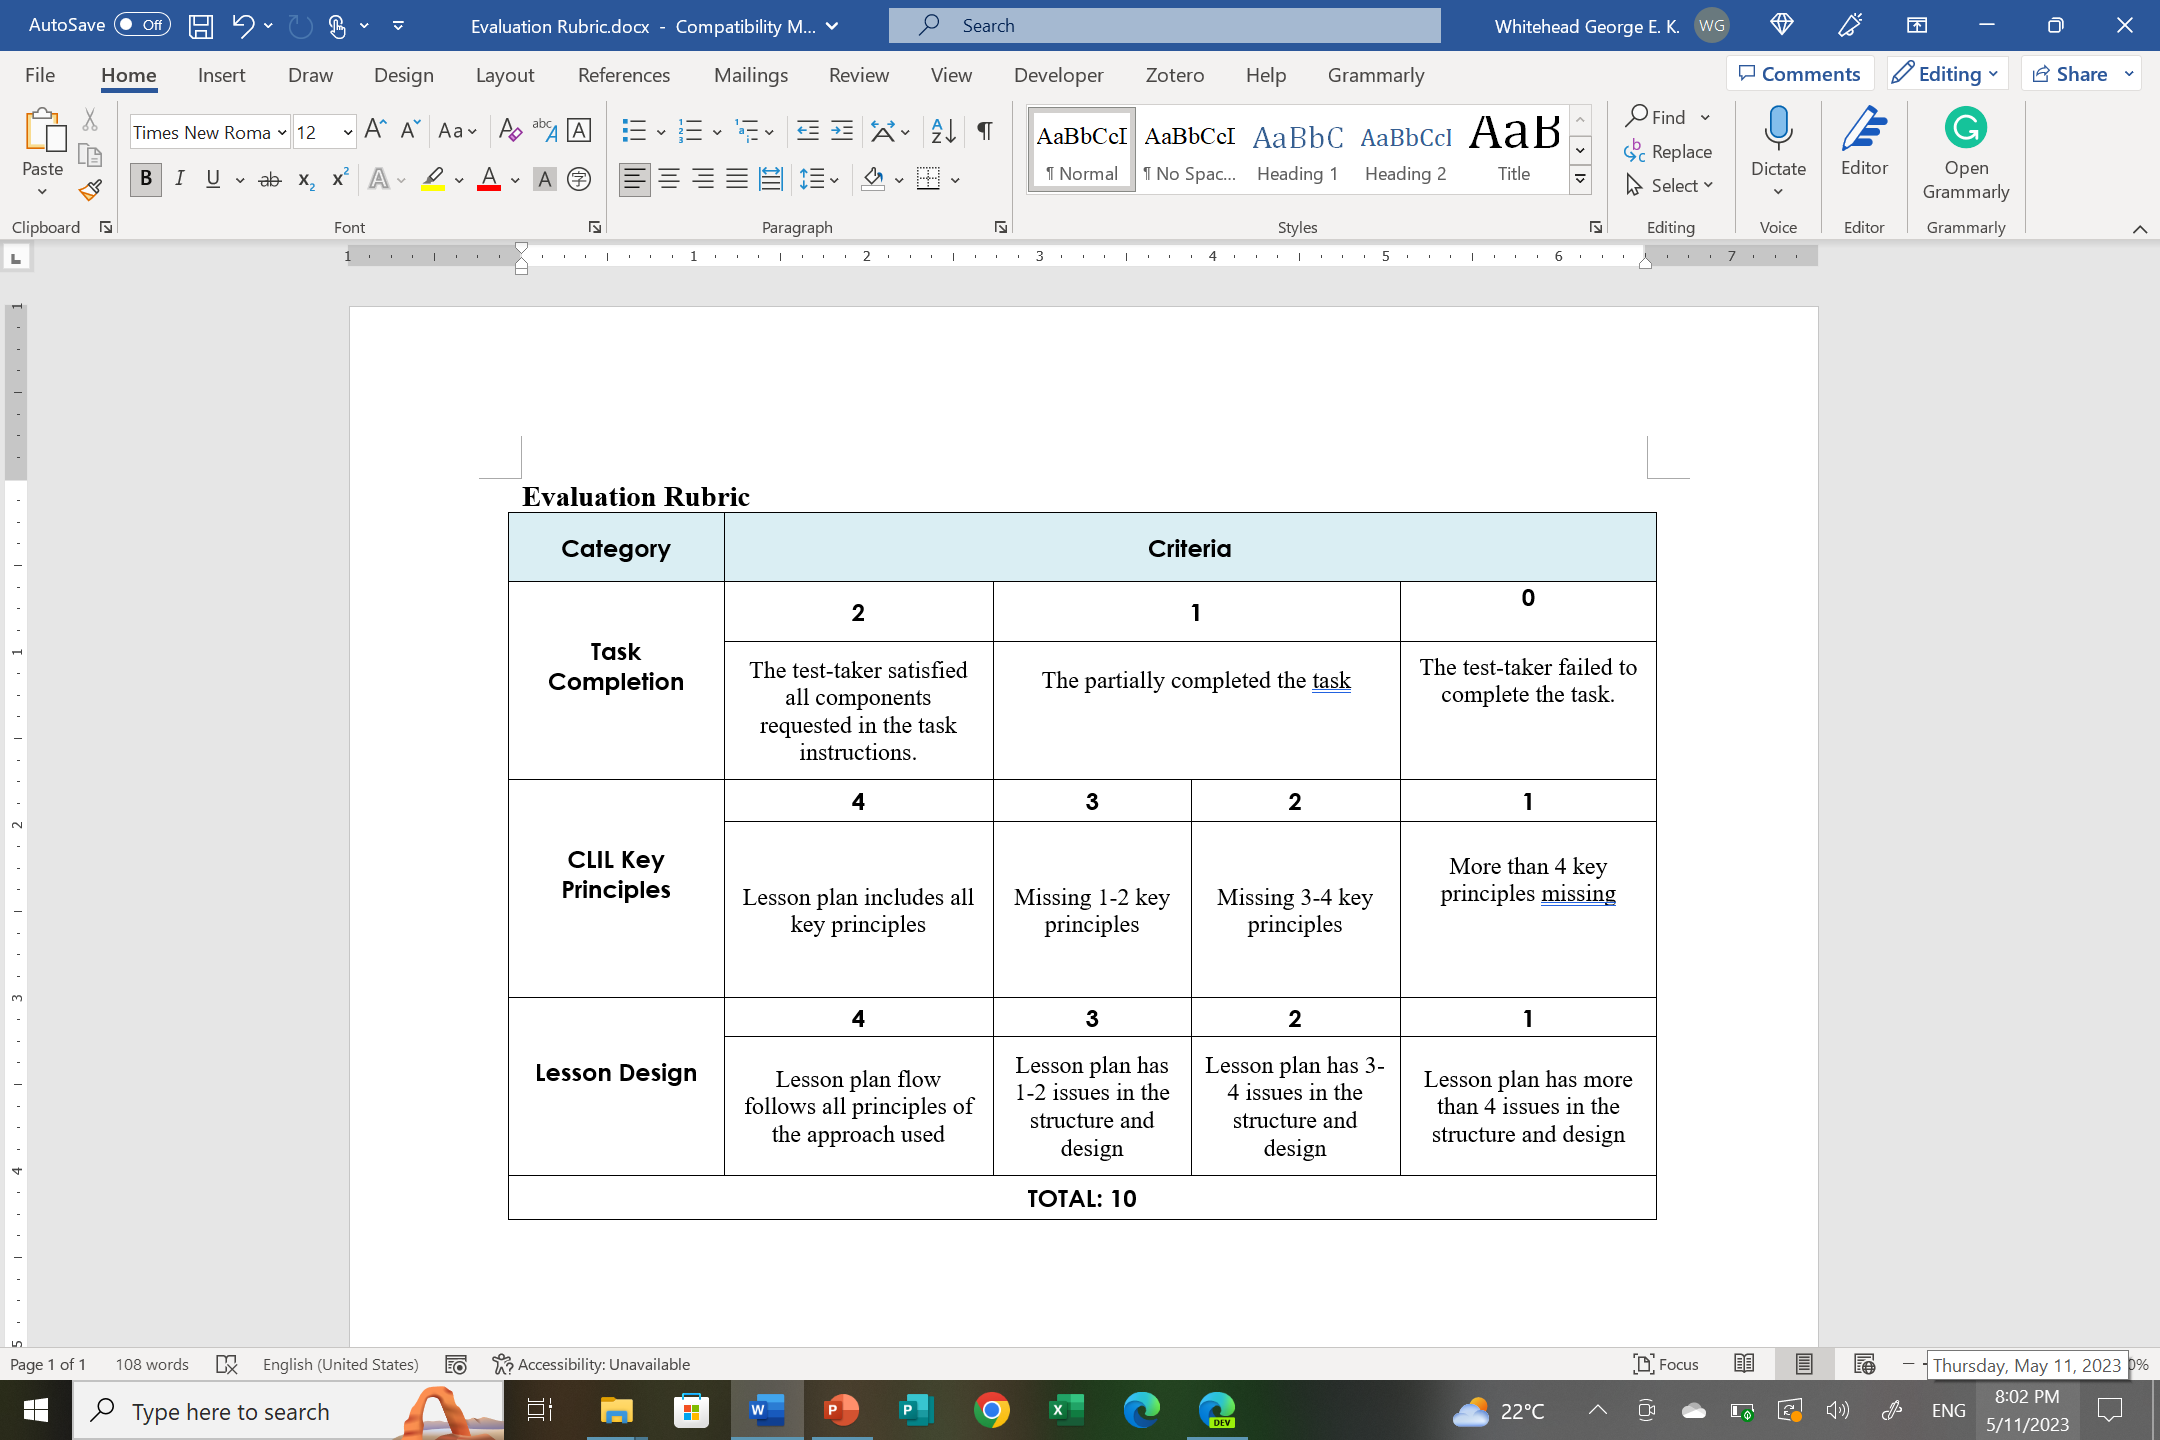 AutoSave Off
Evaluation Rubric.docx - Compatibility M...
Search
Whitehead George E. K. WG
File Home Insert Draw Design Layout References Mailings Review View Developer Zotero Help Grammarly
Comments Editing Share
Paste
Clipboard
Times New Roma 12
Font
Paragraph
AaBbCcI AaBbCcI AaBbC AaBbCcI AaB
¶ Normal ¶ No Spac... Heading 1 Heading 2 Title
Styles
Find
Replace
Select
Editing
Dictate
Voice
Editor
Editor
Open
Grammarly
Grammarly
1 1 2 3 4 5 6 7
Evaluation Rubric
Category Criteria
Task
Completion
2 1 0
The test-taker satisfied
all components
requested in the task
instructions.
The partially completed the task
The test-taker failed to
complete the task.
CLIL Key
Principles
4 3 2 1
Lesson plan includes all
key principles
Missing 1-2 key
principles
Missing 3-4 key
principles
More than 4 key
principles missing
Lesson Design
4 3 2 1
Lesson plan flow
follows all principles of
the approach used
Lesson plan has
1-2 issues in the
structure and
design
Lesson plan has 3-
4 issues in the
structure and
design
Lesson plan has more
than 4 issues in the
structure and design
TOTAL: 10
Page 1 of 1 108 words English (United States) Accessibility: Unavailable
Focus
Thursday, May 11, 2023
0%
Type here to search
DEV
22°C
ENG
8:02 PM
5/11/2023